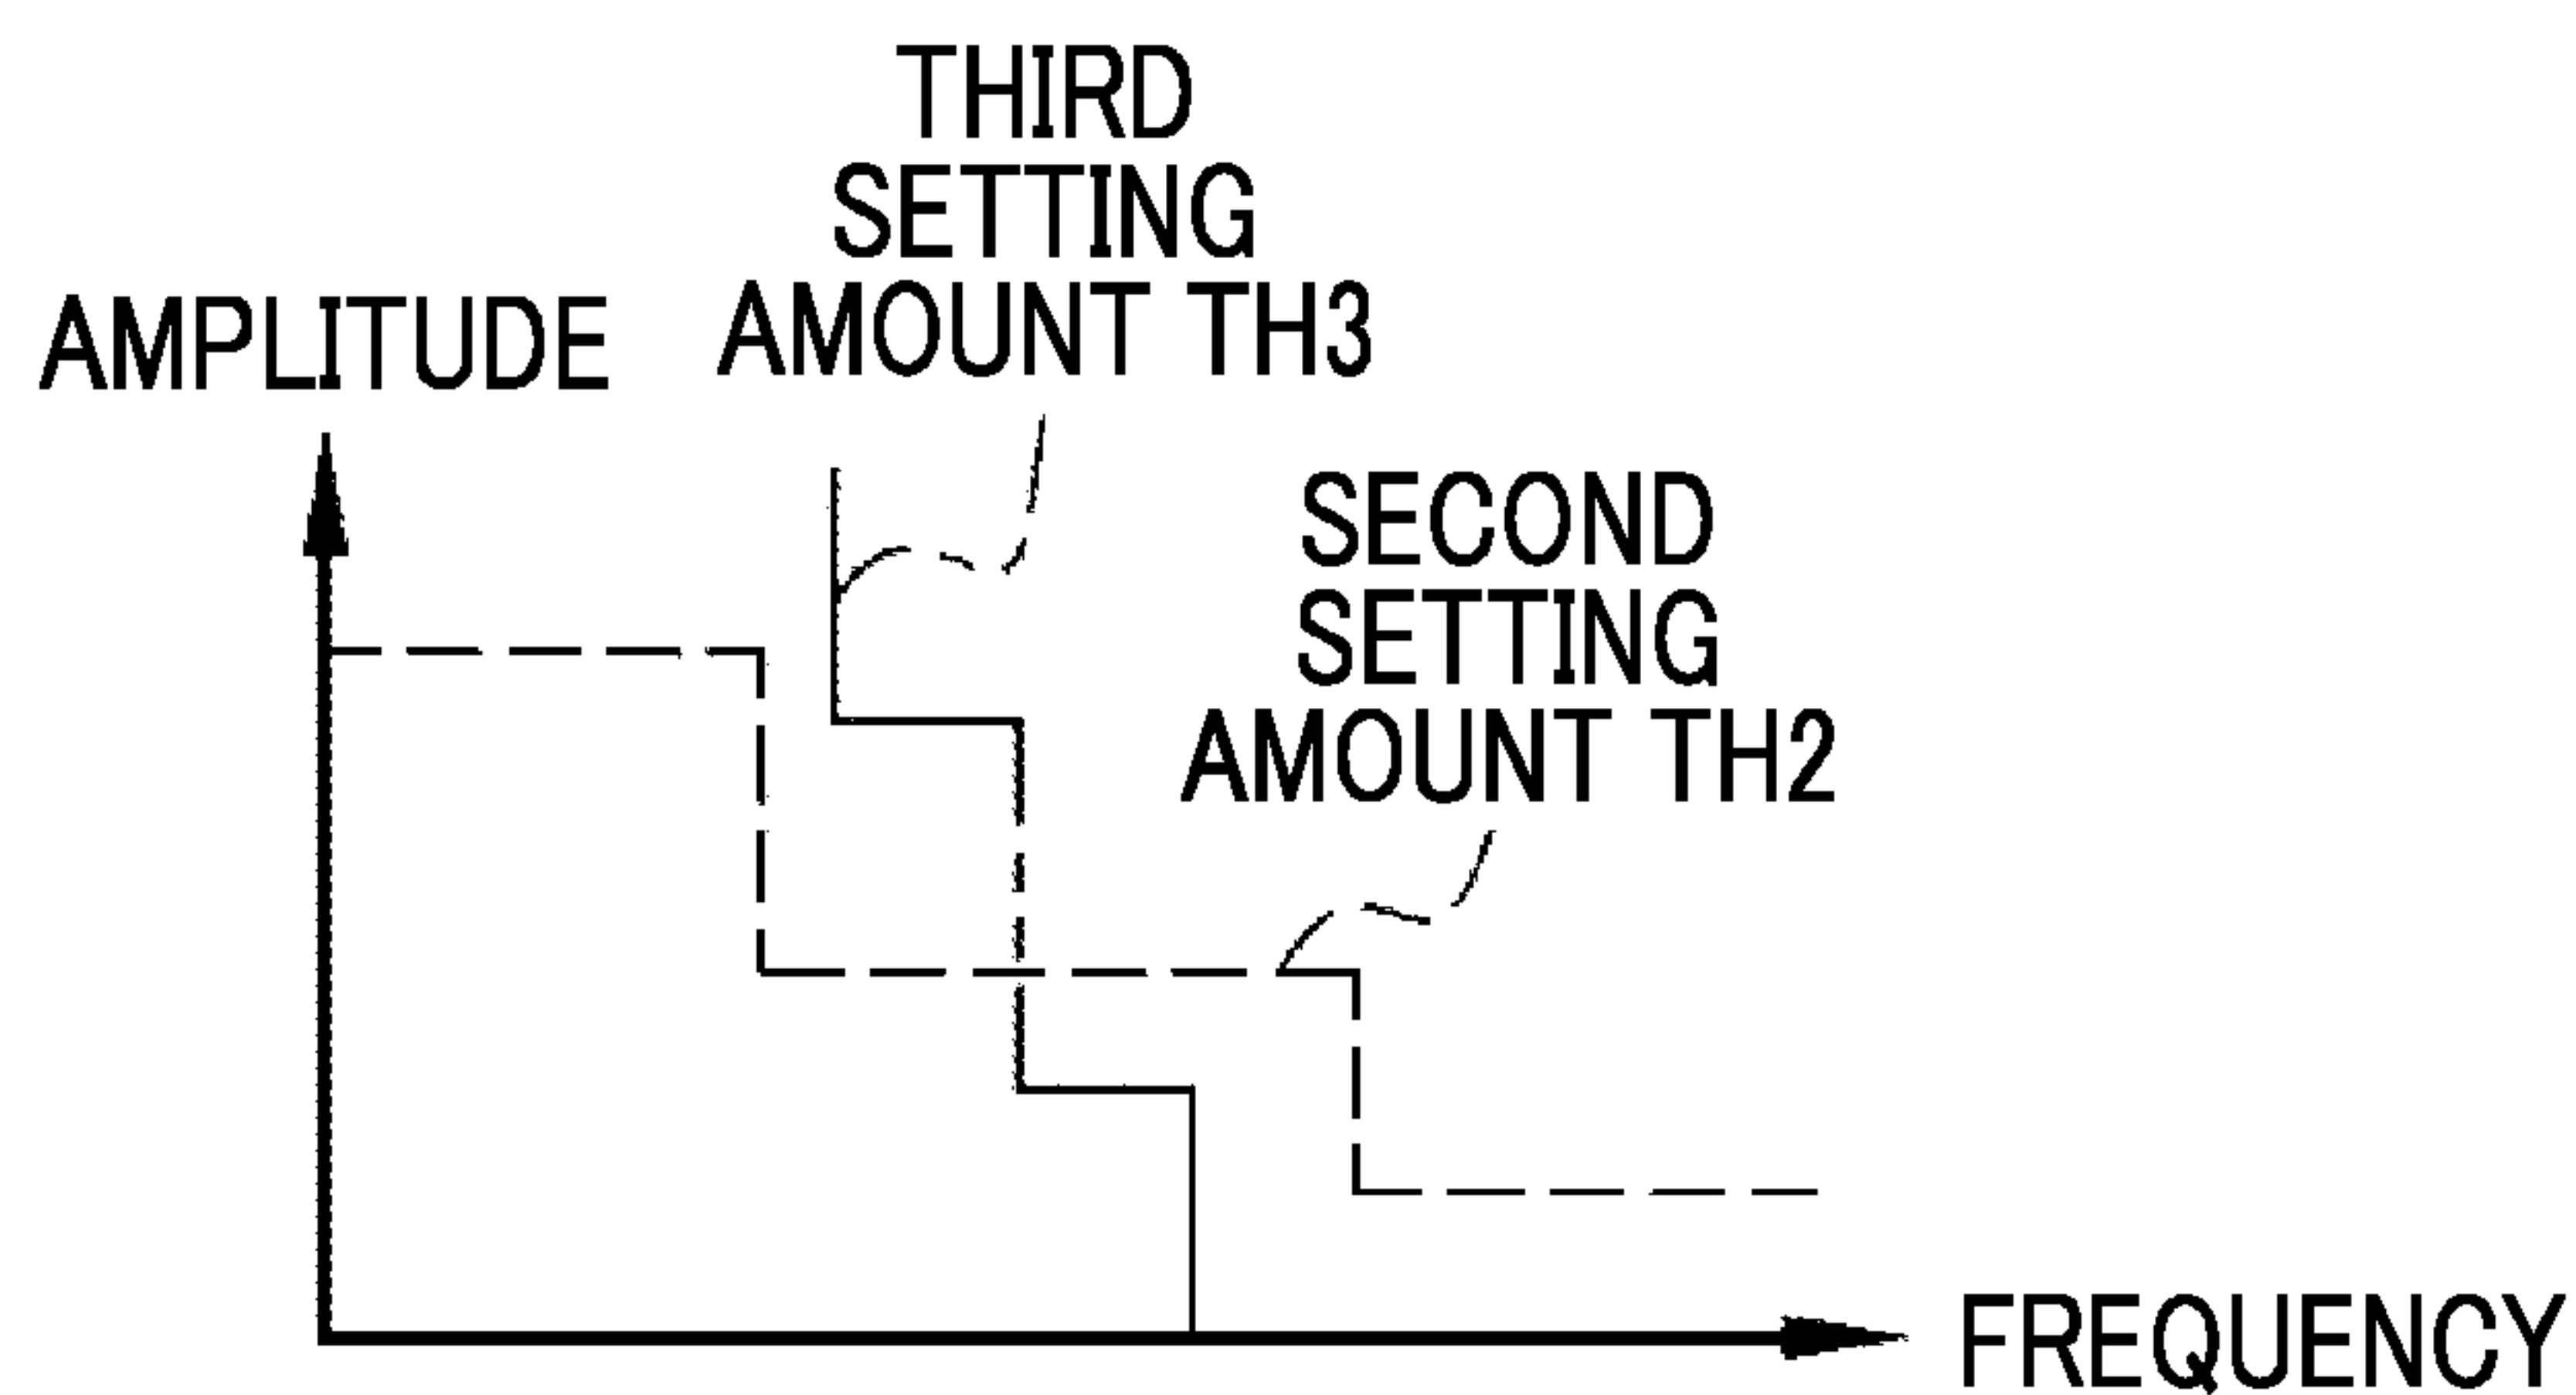 THIRD
SETTING
AMOUNT TH3
AMPLITUDE
SECOND
SETTING
AMOUNT TH2
FREQUENCY